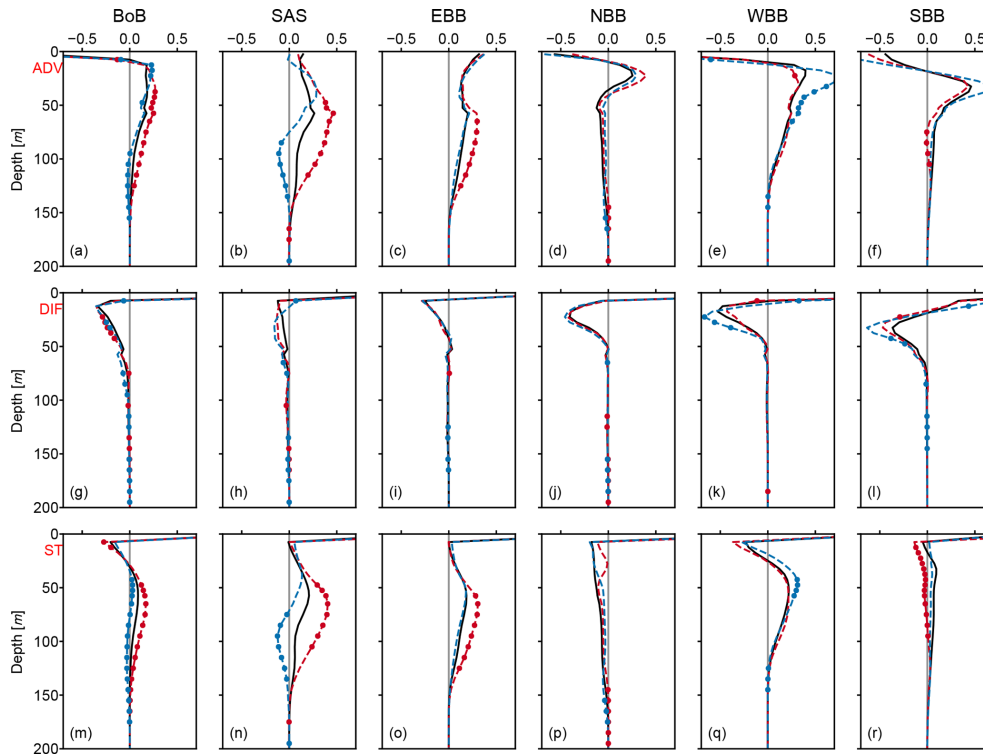 BoB SAS EBB NBB WBB SBB
−0.5 0.0 0.5 −0.5 0.0 0.5 −0.5 0.0 0.5 −0.5 0.0 0.5 −0.5 0.0 0.5 −0.5 0.0 0.5
0
ADV
50
Depth [m]
100
150
(a) (b) (c) (d) (e) (f)
200
0
DIF
50
Depth [m]
100
150
(g) (h) (i) (j) (k) (l)
200
0
ST
50
Depth [m]
100
150
(m) (n) (o) (p) (q) (r)
200